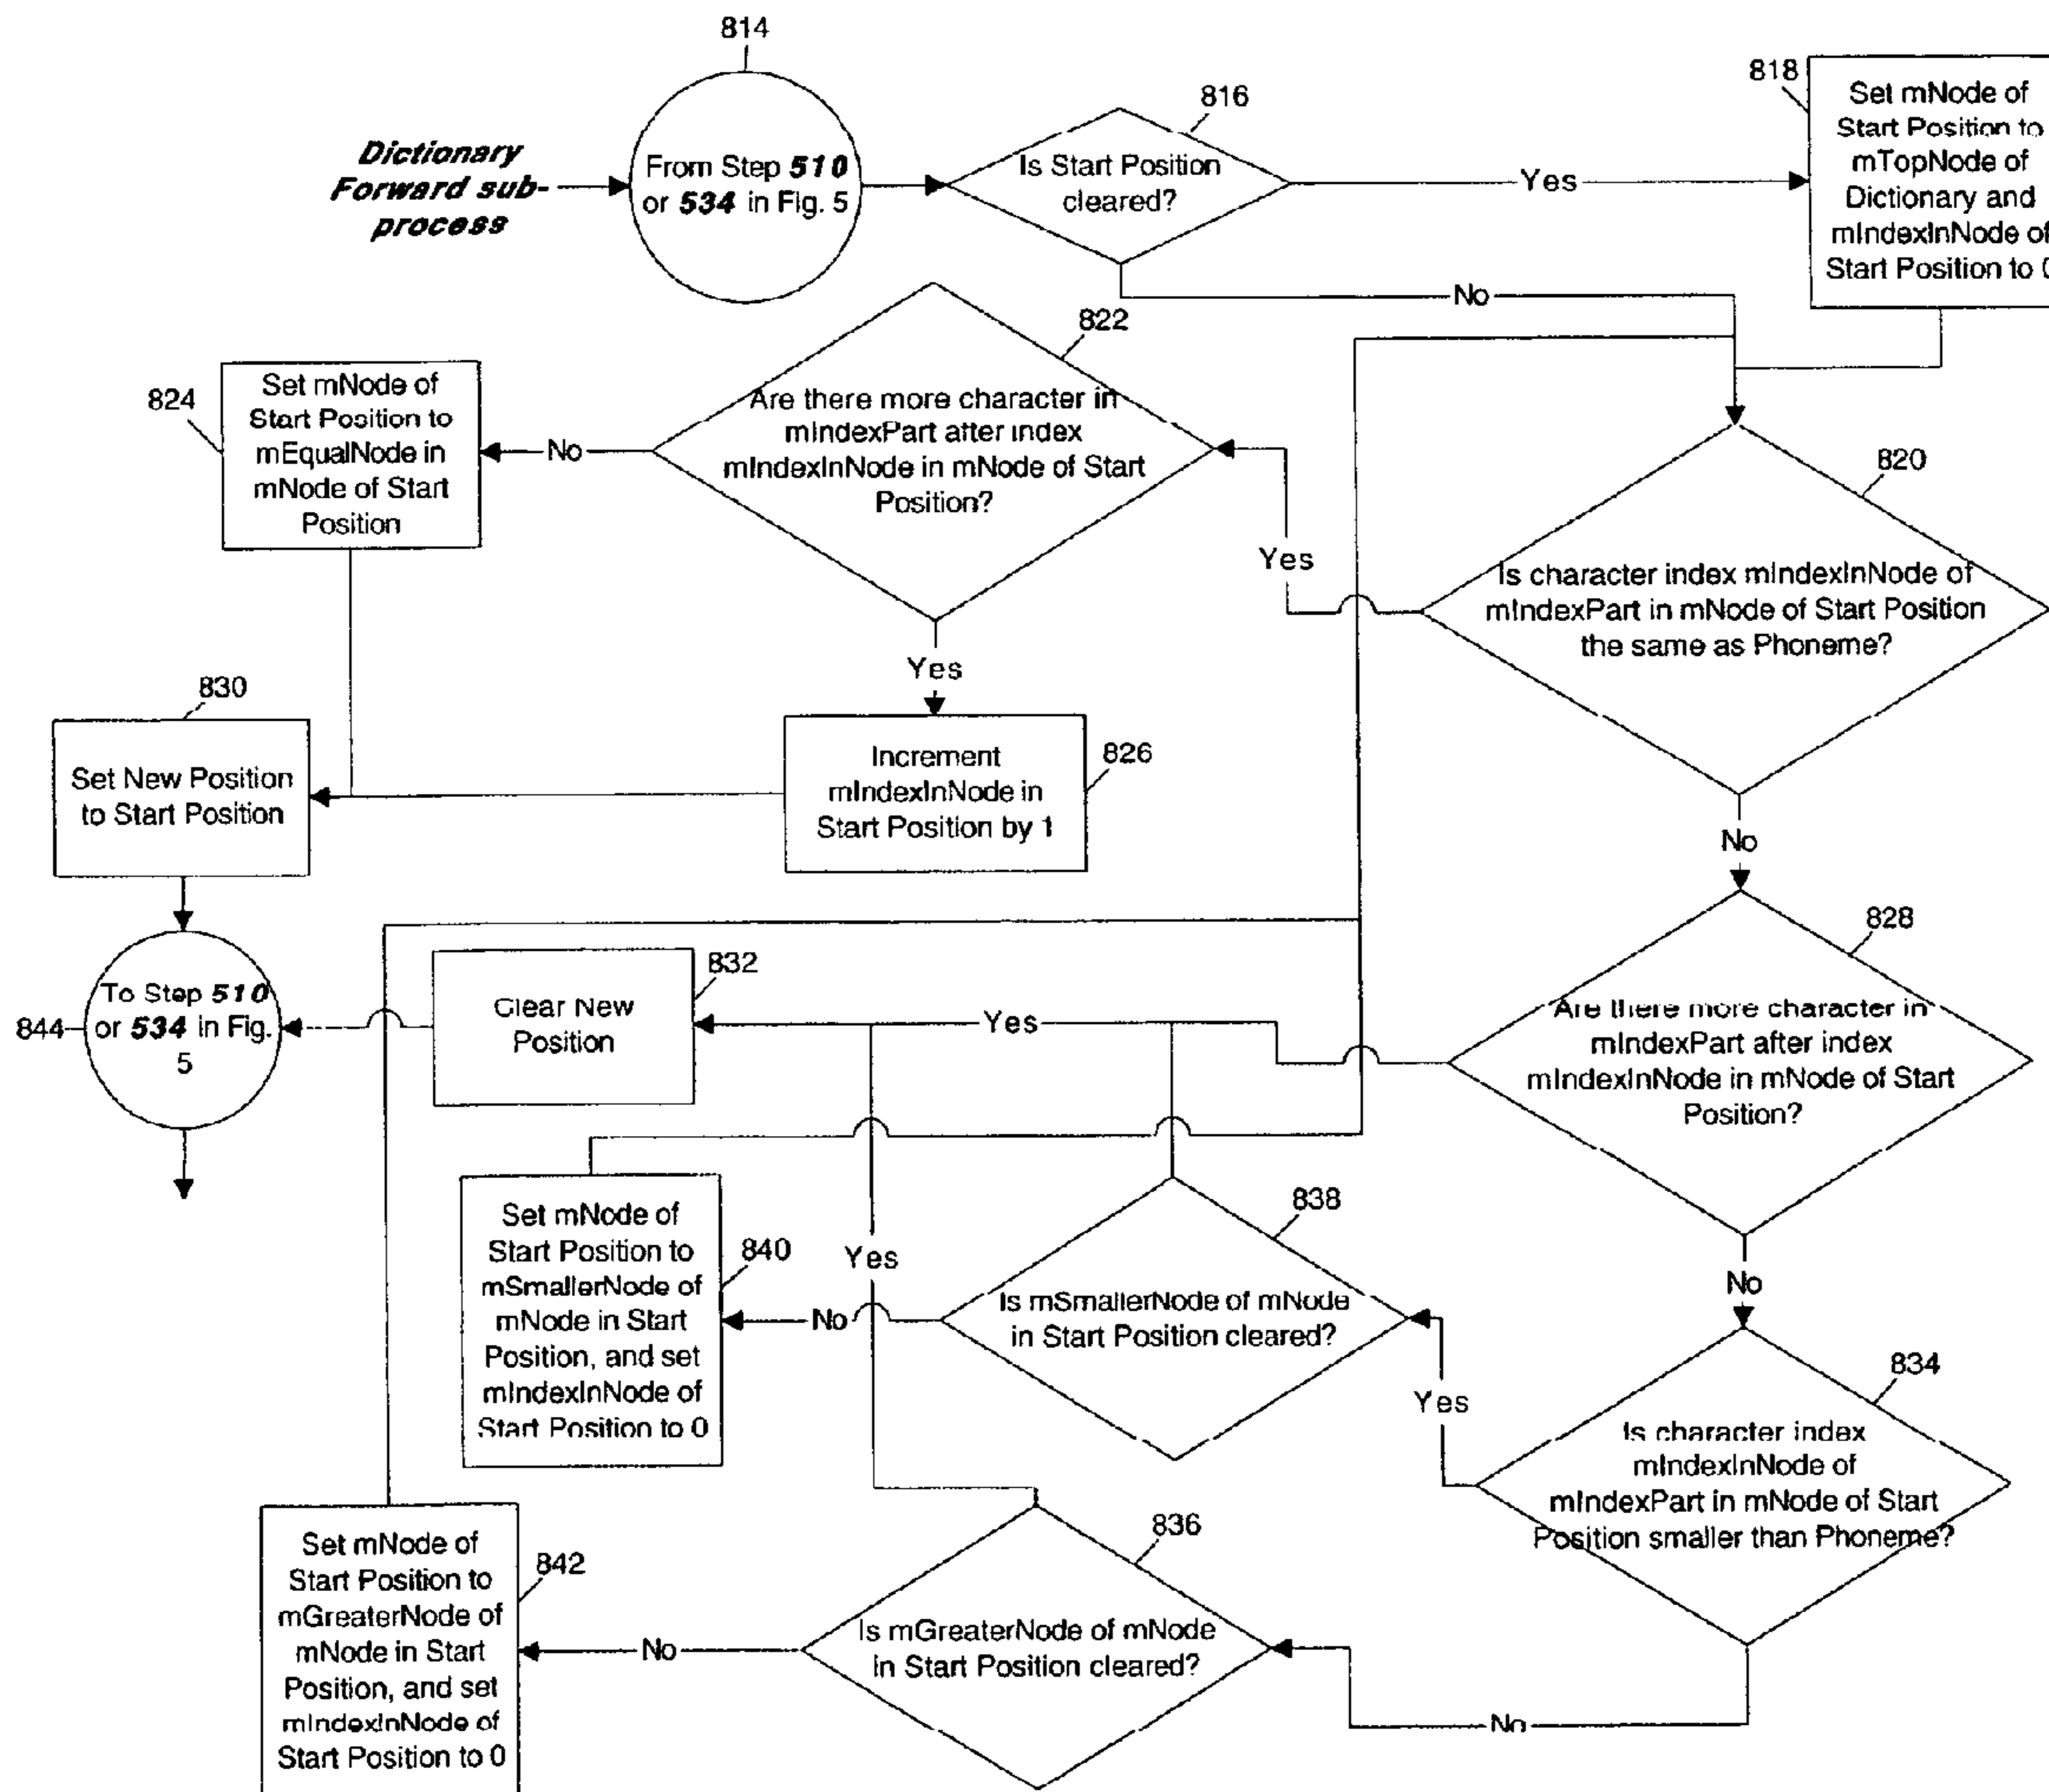 814
Dictionary
Forward sub-
process
From Step 510
or 534 in Fig. 5
816
Is Start Position
cleared?
Yes
No
818
Set mNode of
Start Position to
mTopNode of
Dictionary and
mIndexInNode of
Start Position to 0
822
Are there more character in
mIndexPart after index
mIndexInNode in mNode of Start
Position?
No
Yes
824
Set mNode of
Start Position to
mEqualNode in
mNode of Start
Position
820
Is character index mIndexInNode of
mIndexPart in mNode of Start Position
the same as Phoneme?
Yes
No
830
Set New Position
to Start Position
826
Increment
mIndexInNode in
Start Position by 1
828
Are there more character in
mIndexPart after index
mIndexInNode in mNode of Start
Position?
Yes
No
832
Clear New
Position
844
To Step 510
or 534 in Fig.
5
838
Is mSmallerNode of mNode
in Start Position cleared?
No
840
Set mNode of
Start Position to
mSmallerNode of
mNode in Start
Position, and set
mIndexInNode of
Start Position to 0
Yes
834
Is character index
mIndexInNode of
mIndexPart in mNode of Start
Position smaller than Phoneme?
Yes
No
836
Is mGreaterNode of mNode
in Start Position cleared?
No
842
Set mNode of
Start Position to
mGreaterNode of
mNode in Start
Position, and set
mIndexInNode of
Start Position to 0